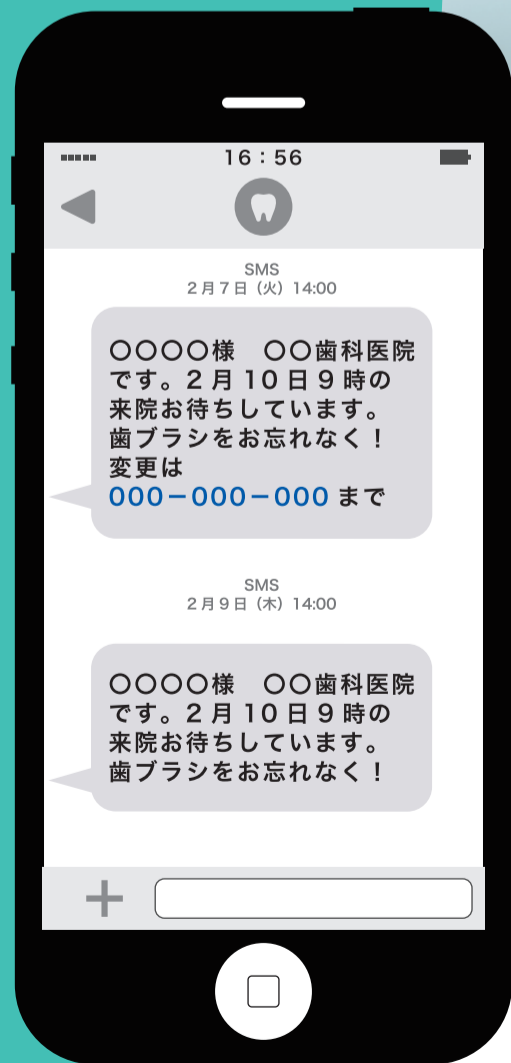 16：56
SMS
2月7日（火）14:00
〇〇〇〇様　〇〇歯科医院
です。2月10日9時の
来院お待ちしています。
歯ブラシをお忘れなく！
変更は
000－000－000 まで
SMS
2月9日（木）14:00
〇〇〇〇様　〇〇歯科医院
です。2月10日9時の
来院お待ちしています。
歯ブラシをお忘れなく！